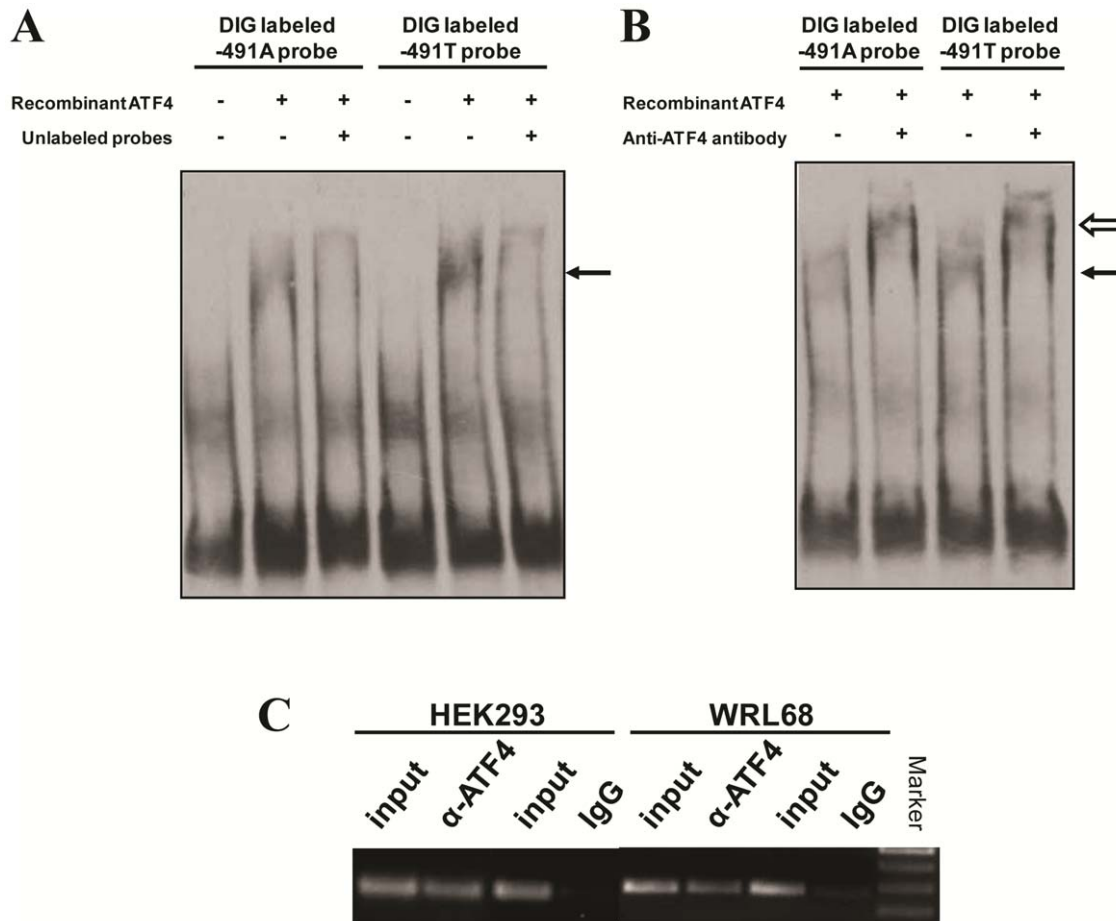 A
DIG labeled DIG labeled
-491A probe -491T probe
Recombinant ATF4 - + + - + +
Unlabeled probes - - + - - +
B
DIG labeled DIG labeled
-491A probe -491T probe
Recombinant ATF4 + + + +
Anti-ATF4 antibody - + - +
C
HEK293 WRL68
input α-ATF4 input IgG input α-ATF4 input IgG Marker